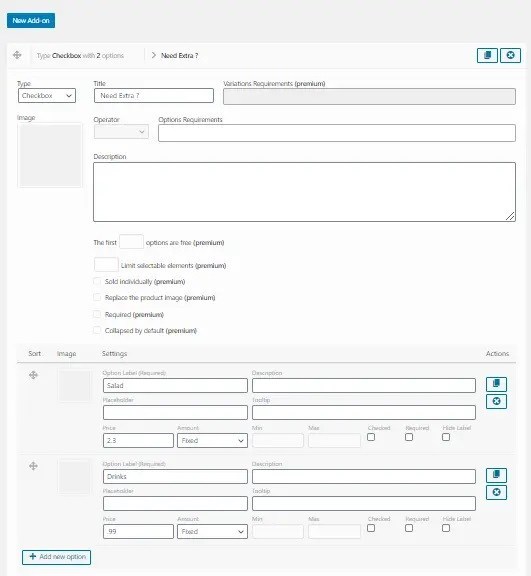 New Add-on
Type Checkbox with 2 options > Need Extra ?
Type Title Variations Requirements (premium)
Checkbox Need Extra ?
Image Operator Options Requirements
Description
The first options are free (premium)
Limit selectable elements (premium)
Sold individually (premium)
Replace the product image (premium)
Required (premium)
Collapsed by default (premium)
Sort Image Settings Actions
Option Label (Required) Description
Salad
Placeholder Tooltip
Price Amount Min Max Checked Required Hide Label
2.3 Fixed
Option Label (Required) Description
Drinks
Placeholder Tooltip
Price Amount Min Max Checked Required Hide Label
.99 Fixed
+ Add new option